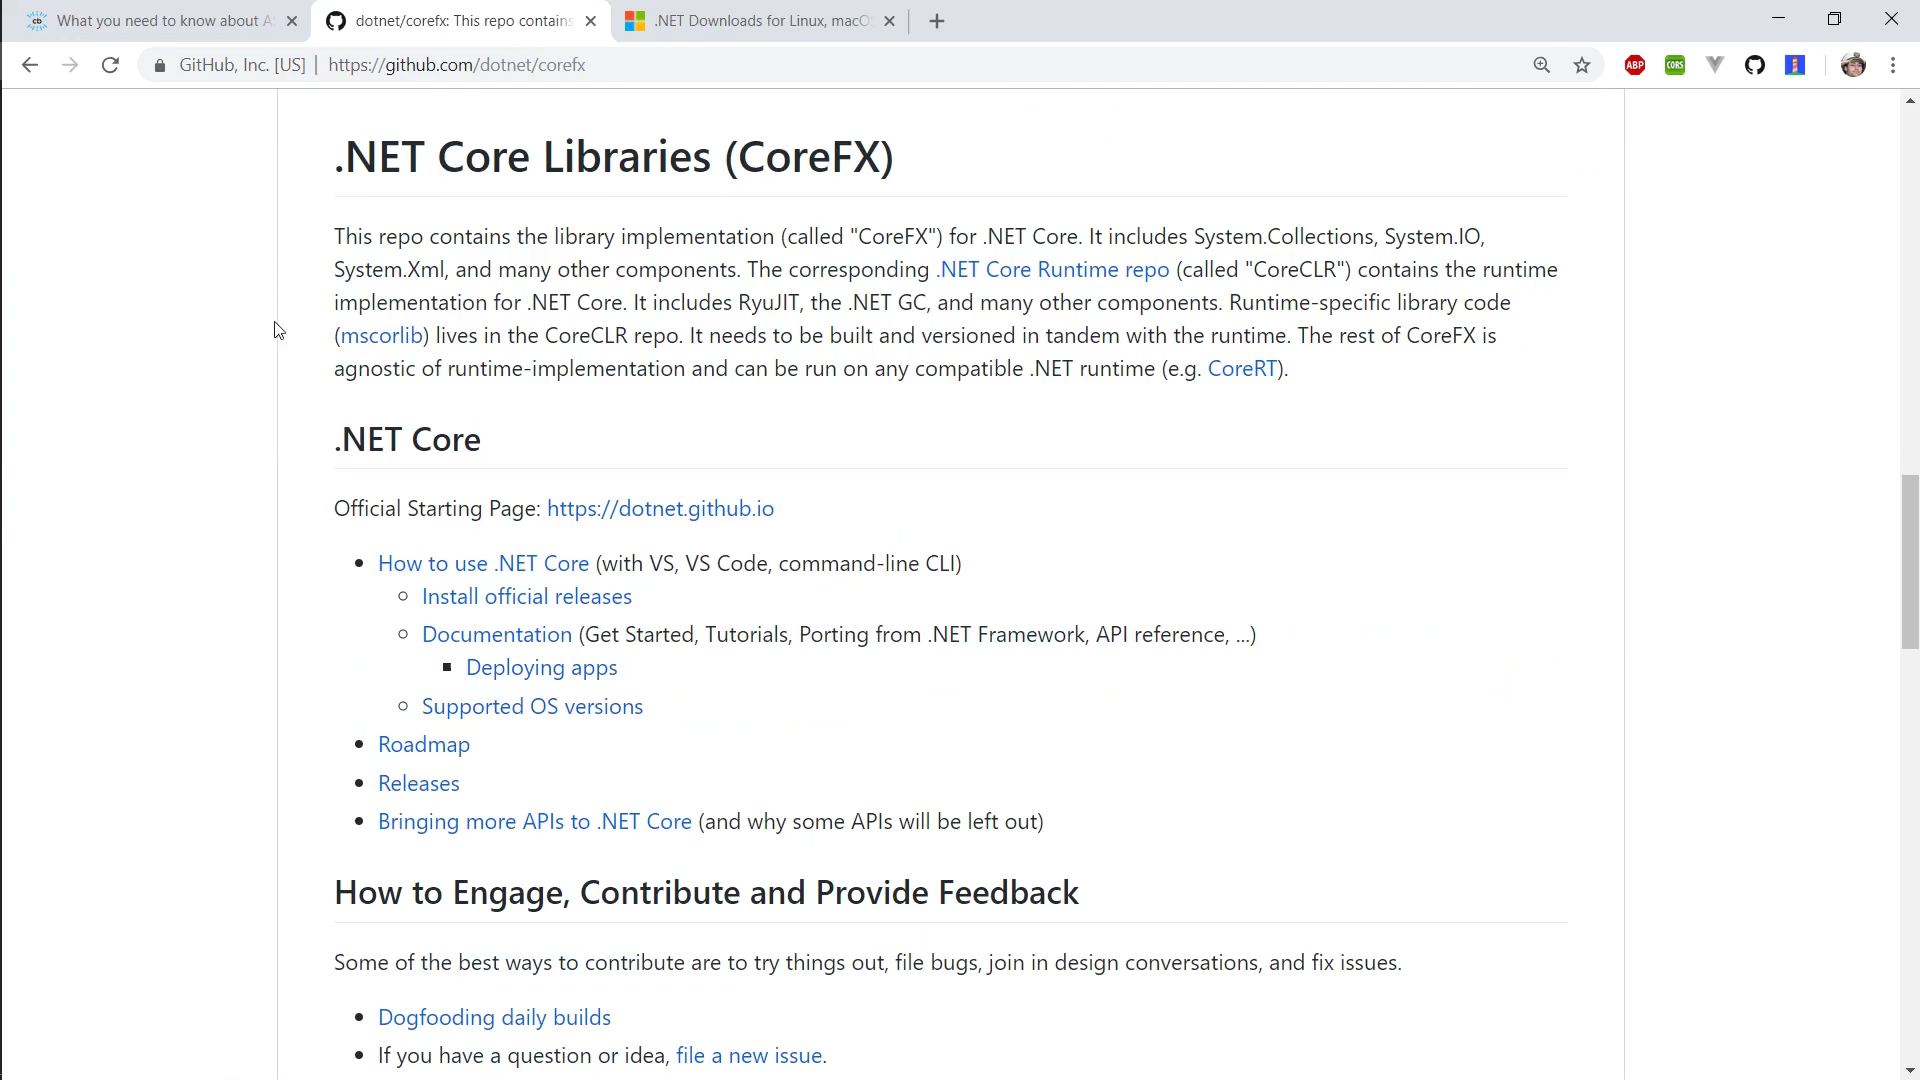 cb What you need to know about A
dotnet/corefx: This repo contains
.NET Downloads for Linux, macO
GitHub, Inc. [US] | https://github.com/dotnet/corefx
ABP
CORS
.NET Core Libraries (CoreFX)
This repo contains the library implementation (called "CoreFX") for .NET Core. It includes System.Collections, System.IO,
System.Xml, and many other components. The corresponding .NET Core Runtime repo (called "CoreCLR") contains the runtime
implementation for .NET Core. It includes RyuJIT, the .NET GC, and many other components. Runtime-specific library code
(mscorlib) lives in the CoreCLR repo. It needs to be built and versioned in tandem with the runtime. The rest of CoreFX is
agnostic of runtime-implementation and can be run on any compatible .NET runtime (e.g. CoreRT).
.NET Core
Official Starting Page: https://dotnet.github.io
How to use .NET Core (with VS, VS Code, command-line CLI)
Install official releases
Documentation (Get Started, Tutorials, Porting from .NET Framework, API reference, ...)
Deploying apps
Supported OS versions
Roadmap
Releases
Bringing more APIs to .NET Core (and why some APIs will be left out)
How to Engage, Contribute and Provide Feedback
Some of the best ways to contribute are to try things out, file bugs, join in design conversations, and fix issues.
Dogfooding daily builds
If you have a question or idea, file a new issue.